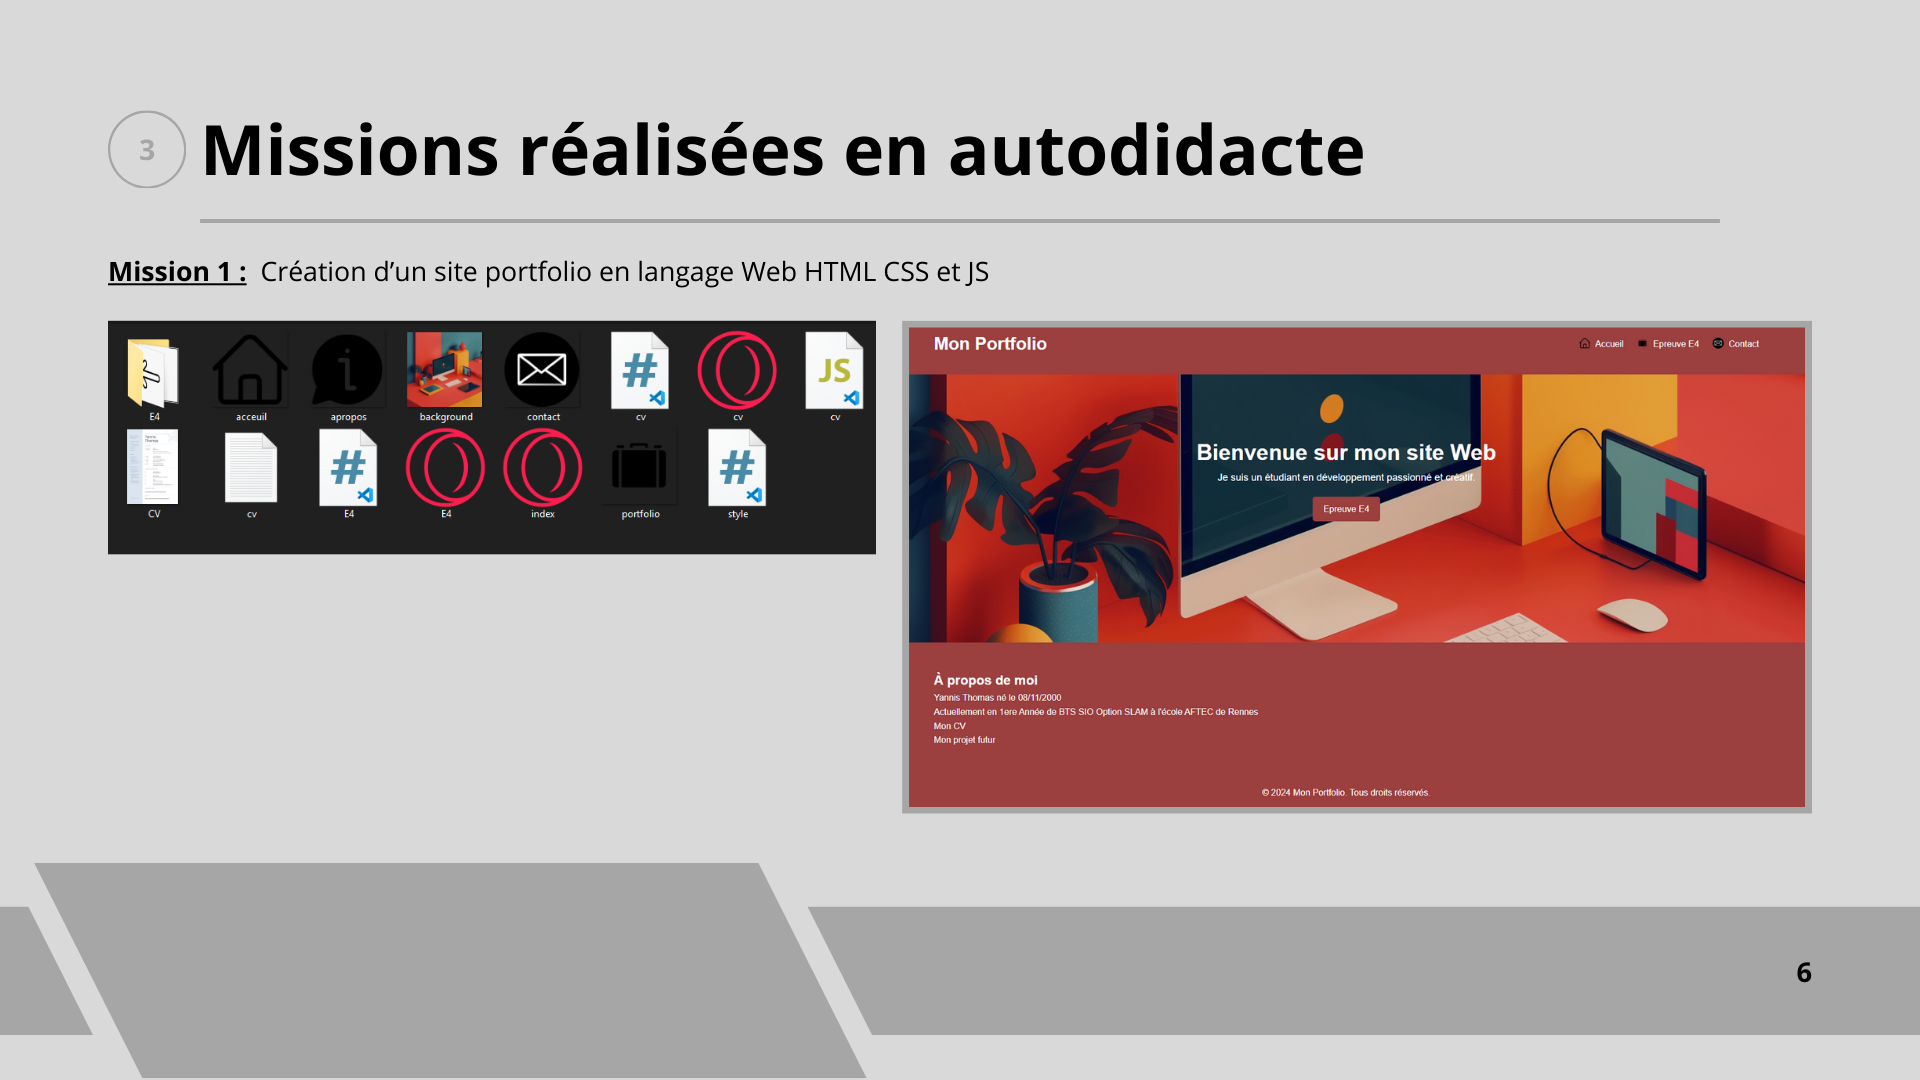 3
Missions réalisées en autodidacte
Mission 1 : Création d’un site portfolio en langage Web HTML CSS et JS
E4 acceuil apropos background contact cv cv cv
JS
CV cv E4 E4 index portfolio style
Mon Portfolio
Accueil Epreuve E4 Contact
Bienvenue sur mon site Web
Je suis un étudiant en développement passionné et créatif.
Epreuve E4
À propos de moi
Yannis Thomas né le 08/11/2000
Actuellement en 1ere Année de BTS SIO Option SLAM à l'école AFTEC de Rennes
Mon CV
Mon projet futur
© 2024 Mon Portfolio. Tous droits réservés.
6